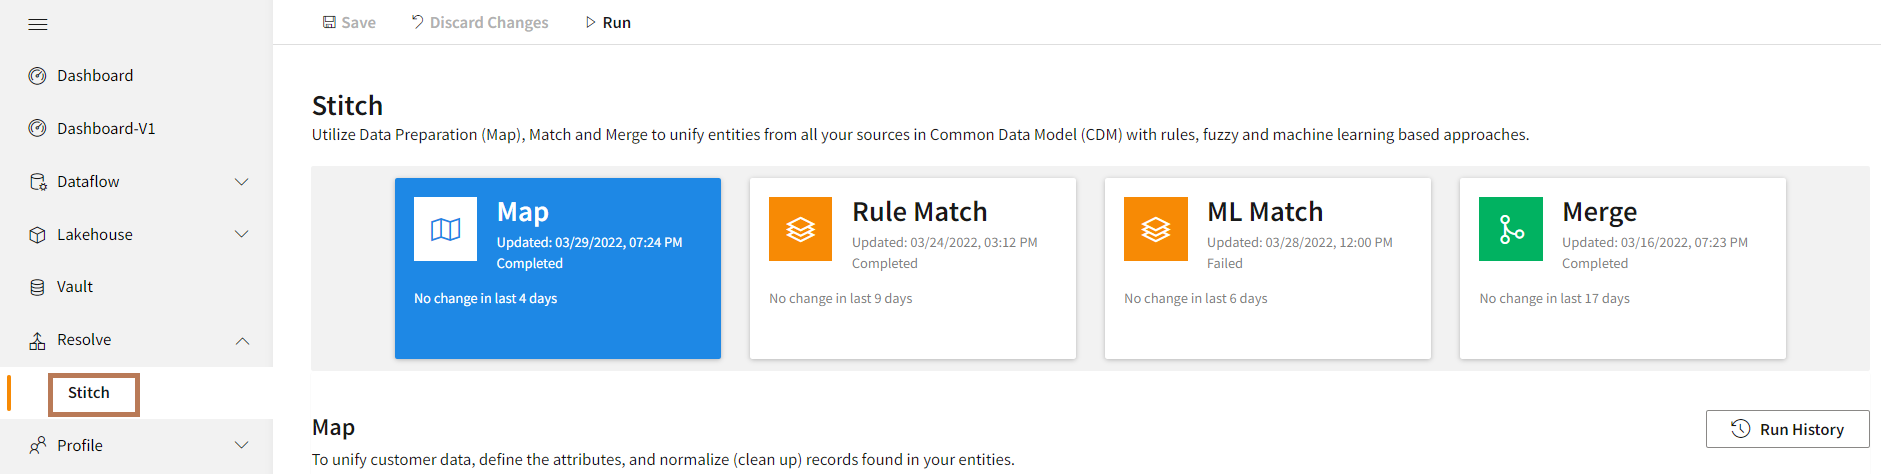 Save
Discard Changes
Run
Dashboard
Dashboard-V1
Dataflow
Lakehouse
Vault
Resolve
Stitch
Profile
Stitch
Utilize Data Preparation (Map), Match and Merge to unify entities from all your sources in Common Data Model (CDM) with rules, fuzzy and machine learning based approaches.
Map
Updated: 03/29/2022, 07:24 PM
Completed
No change in last 4 days
Rule Match
Updated: 03/24/2022, 03:12 PM
Completed
No change in last 9 days
ML Match
Updated: 03/28/2022, 12:00 PM
Failed
No change in last 6 days
Merge
Updated: 03/16/2022, 07:23 PM
Completed
No change in last 17 days
Map
Run History
To unify customer data, define the attributes, and normalize (clean up) records found in your entities.